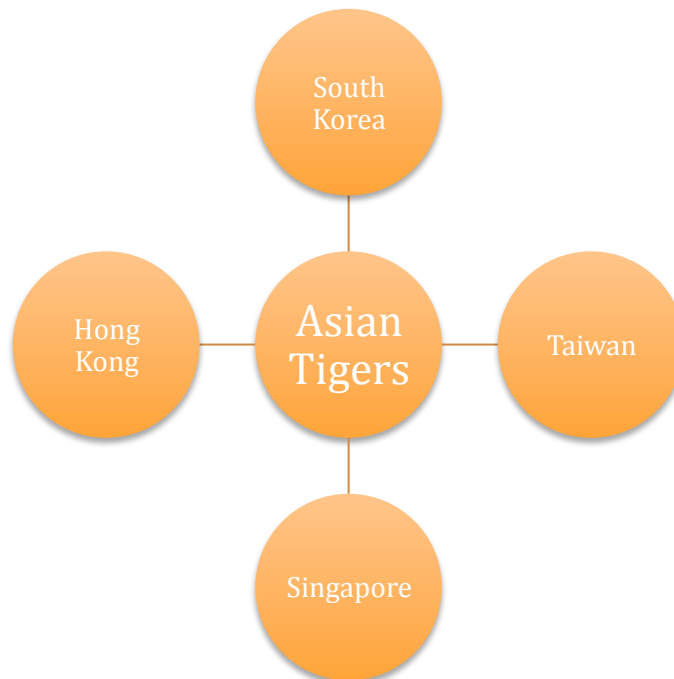 South
Korea
Hong
Kong
Asian
Tigers
Taiwan
Singapore